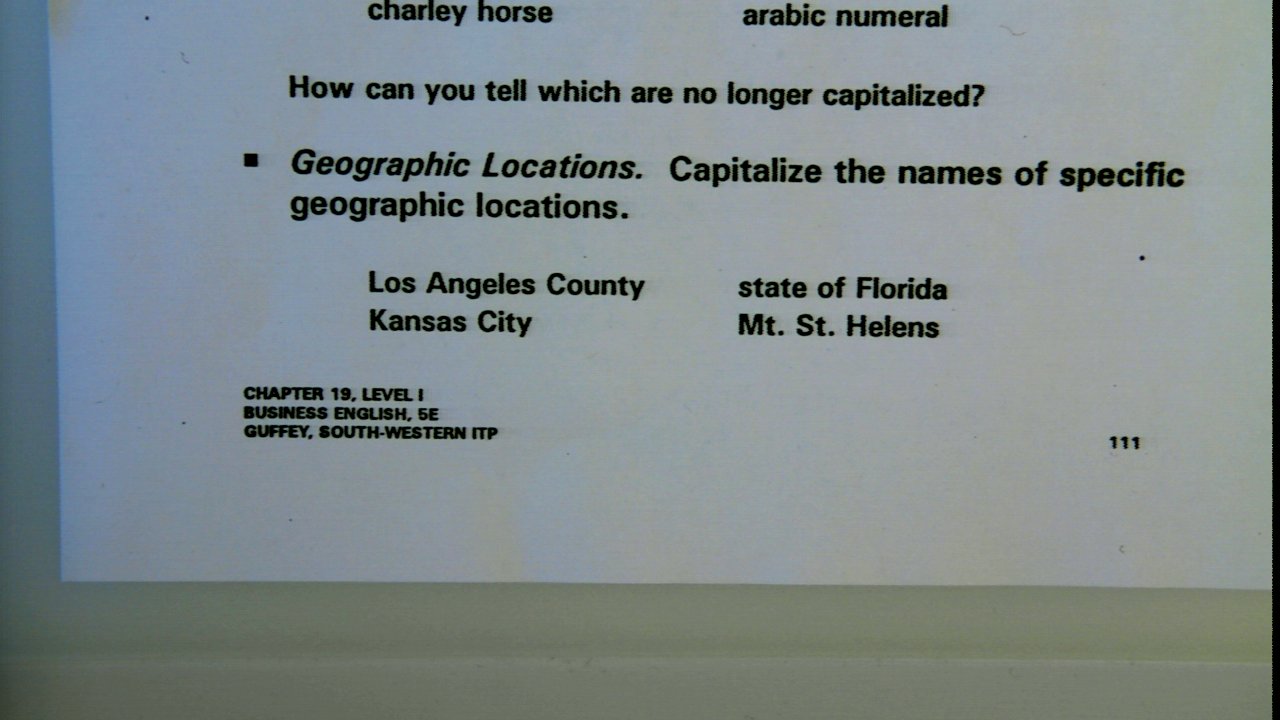 charley horse arabic numeral
How can you tell which are no longer capitalized?
■ Geographic Locations. Capitalize the names of specific
geographic locations.
Los Angeles County state of Florida
Kansas City Mt. St. Helens
CHAPTER 19, LEVEL I
BUSINESS ENGLISH, 5E
GUFFEY, SOUTH-WESTERN ITP
111